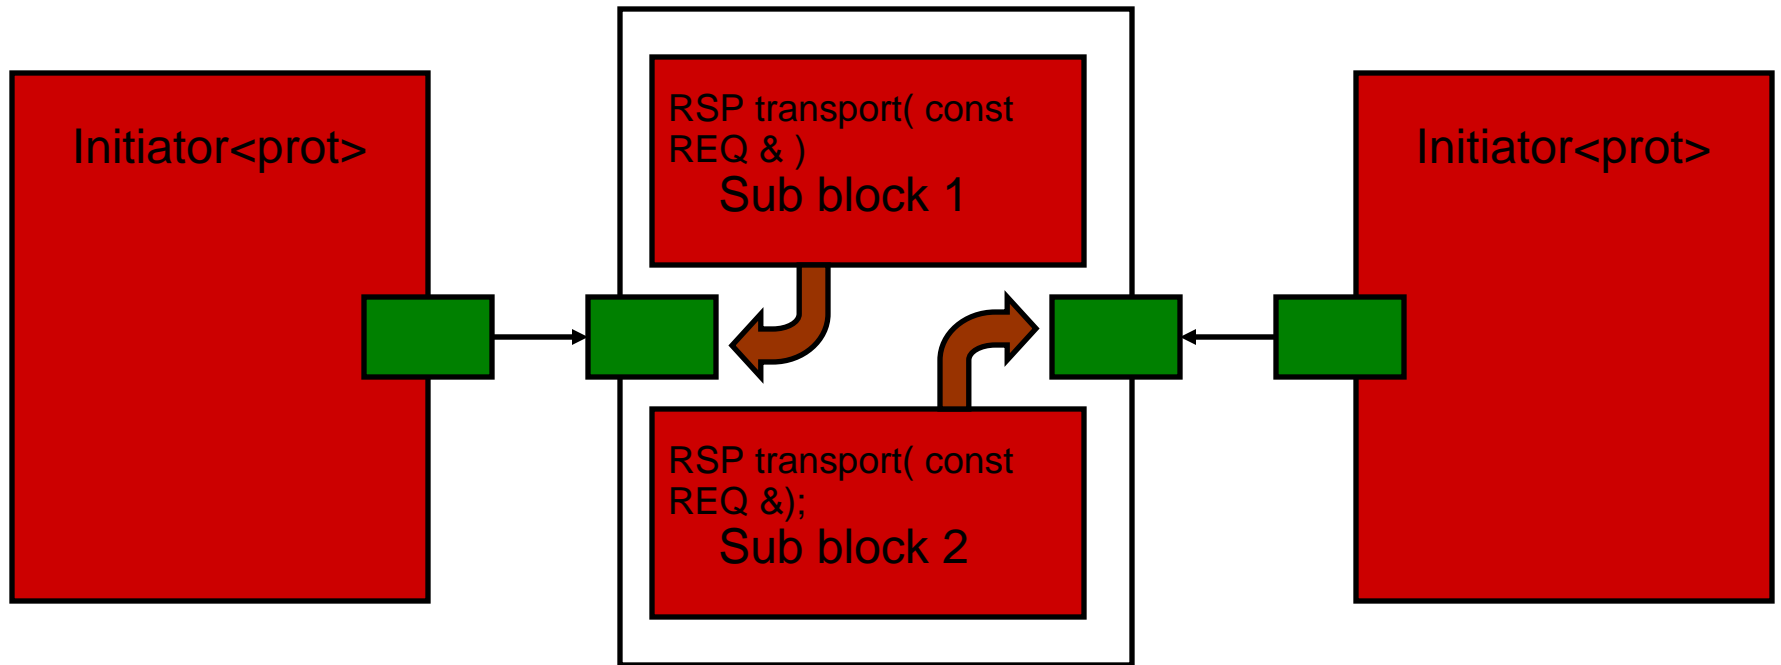 Initiator<prot>
RSP transport( const
REQ & )
Sub block 1
RSP transport( const
REQ &);
Sub block 2
Initiator<prot>